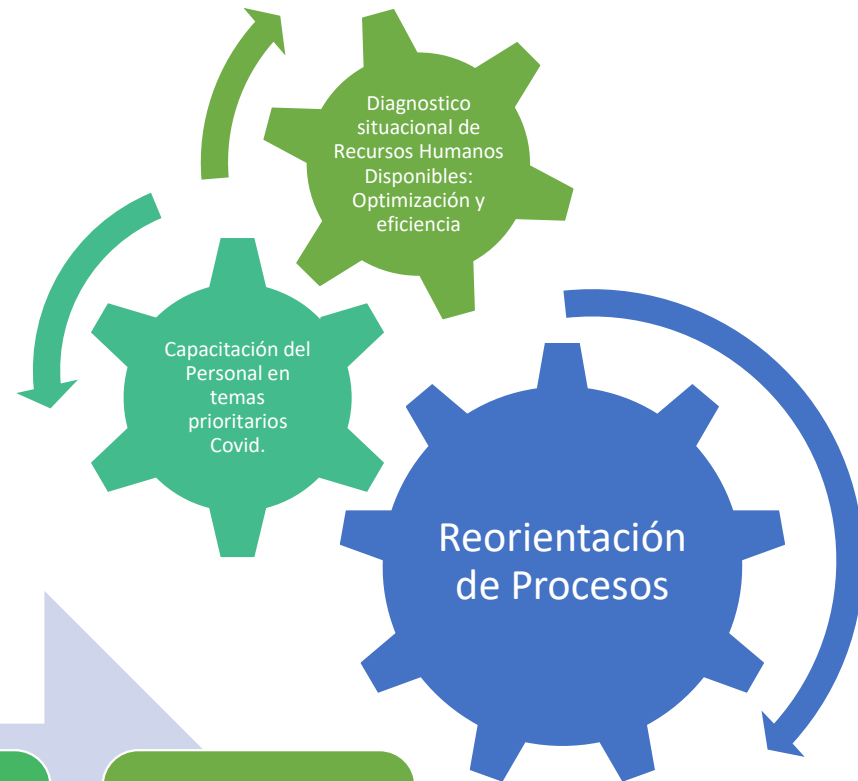 Diagnostico
situacional de
Recursos Humanos
Disponibles:
Optimización y
eficiencia
Capacitación del
Personal en
temas
prioritarios
Covid.
Reorientación
de Procesos